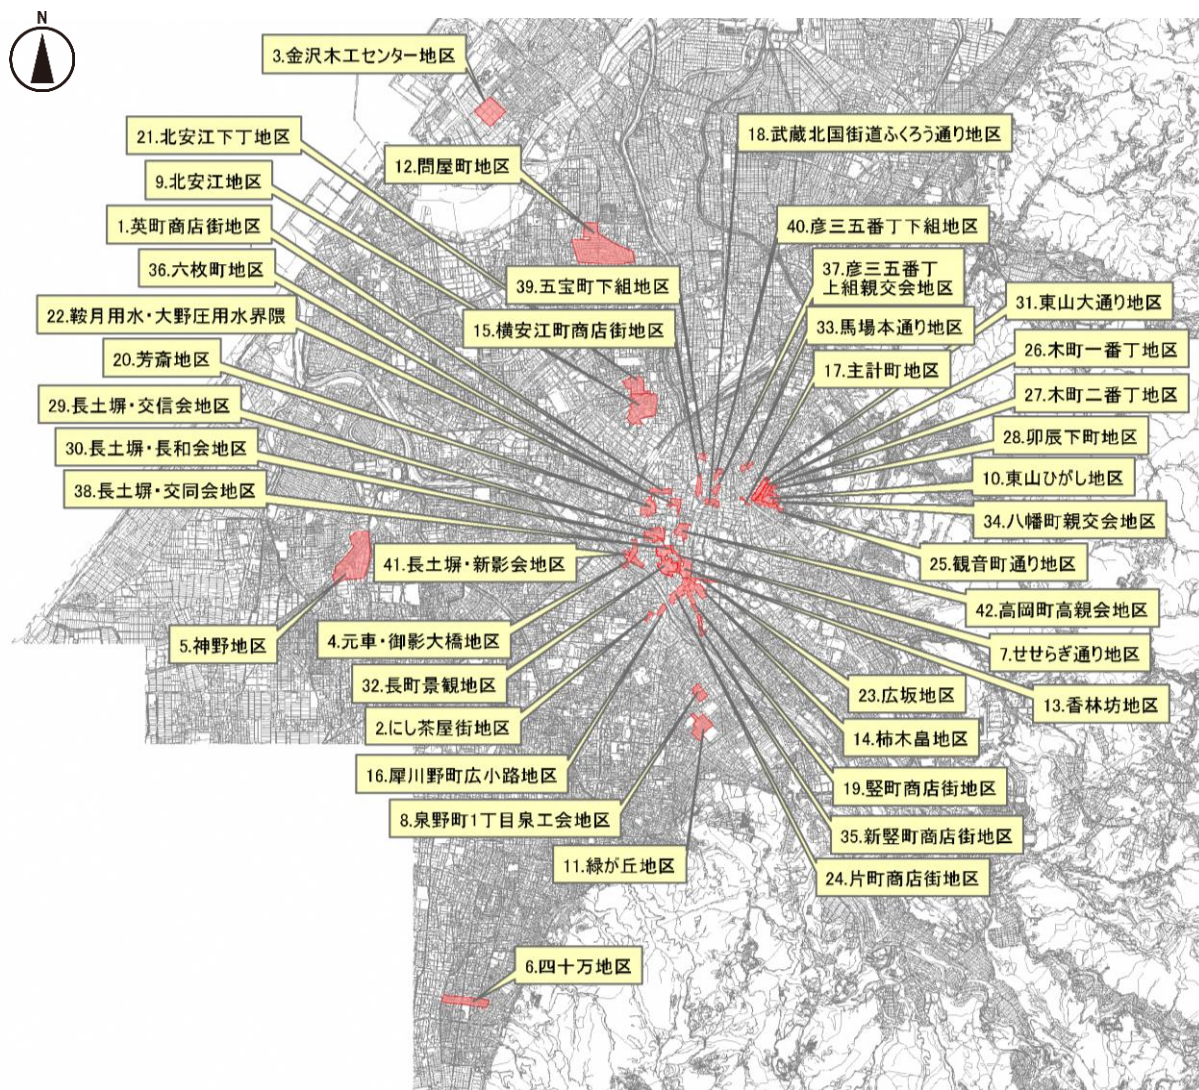 N
3.金沢木工センター地区
21.北安江下丁地区
18.武蔵北国街道ふくろう通り地区
12.問屋町地区
9.北安江地区
1.英町商店街地区
40.彦三五番丁下組地区
36.六枚町地区
39.五宝町下組地区
37.彦三五番丁
上組親交会地区
31.東山大通り地区
22.鞍月用水・大野庄用水界隈
15.横安江町商店街地区
33.馬場本通り地区
26.木町一番丁地区
20.芳斎地区
17.主計町地区
27.木町二番丁地区
29.長土塀・交信会地区
28.卯辰下町地区
30.長土塀・長和会地区
10.東山ひがし地区
38.長土塀・交同会地区
34.八幡町親交会地区
41.長土塀・新影会地区
25.観音町通り地区
42.高岡町高親会地区
5.神野地区
4.元車・御影大橋地区
7.せせらぎ通り地区
32.長町景観地区
23.広坂地区
13.香林坊地区
2.にし茶屋街地区
14.柿木畠地区
16.犀川野町広小路地区
19.竪町商店街地区
8.泉野町1丁目泉工会地区
35.新竪町商店街地区
11.緑が丘地区
24.片町商店街地区
6.四十万地区